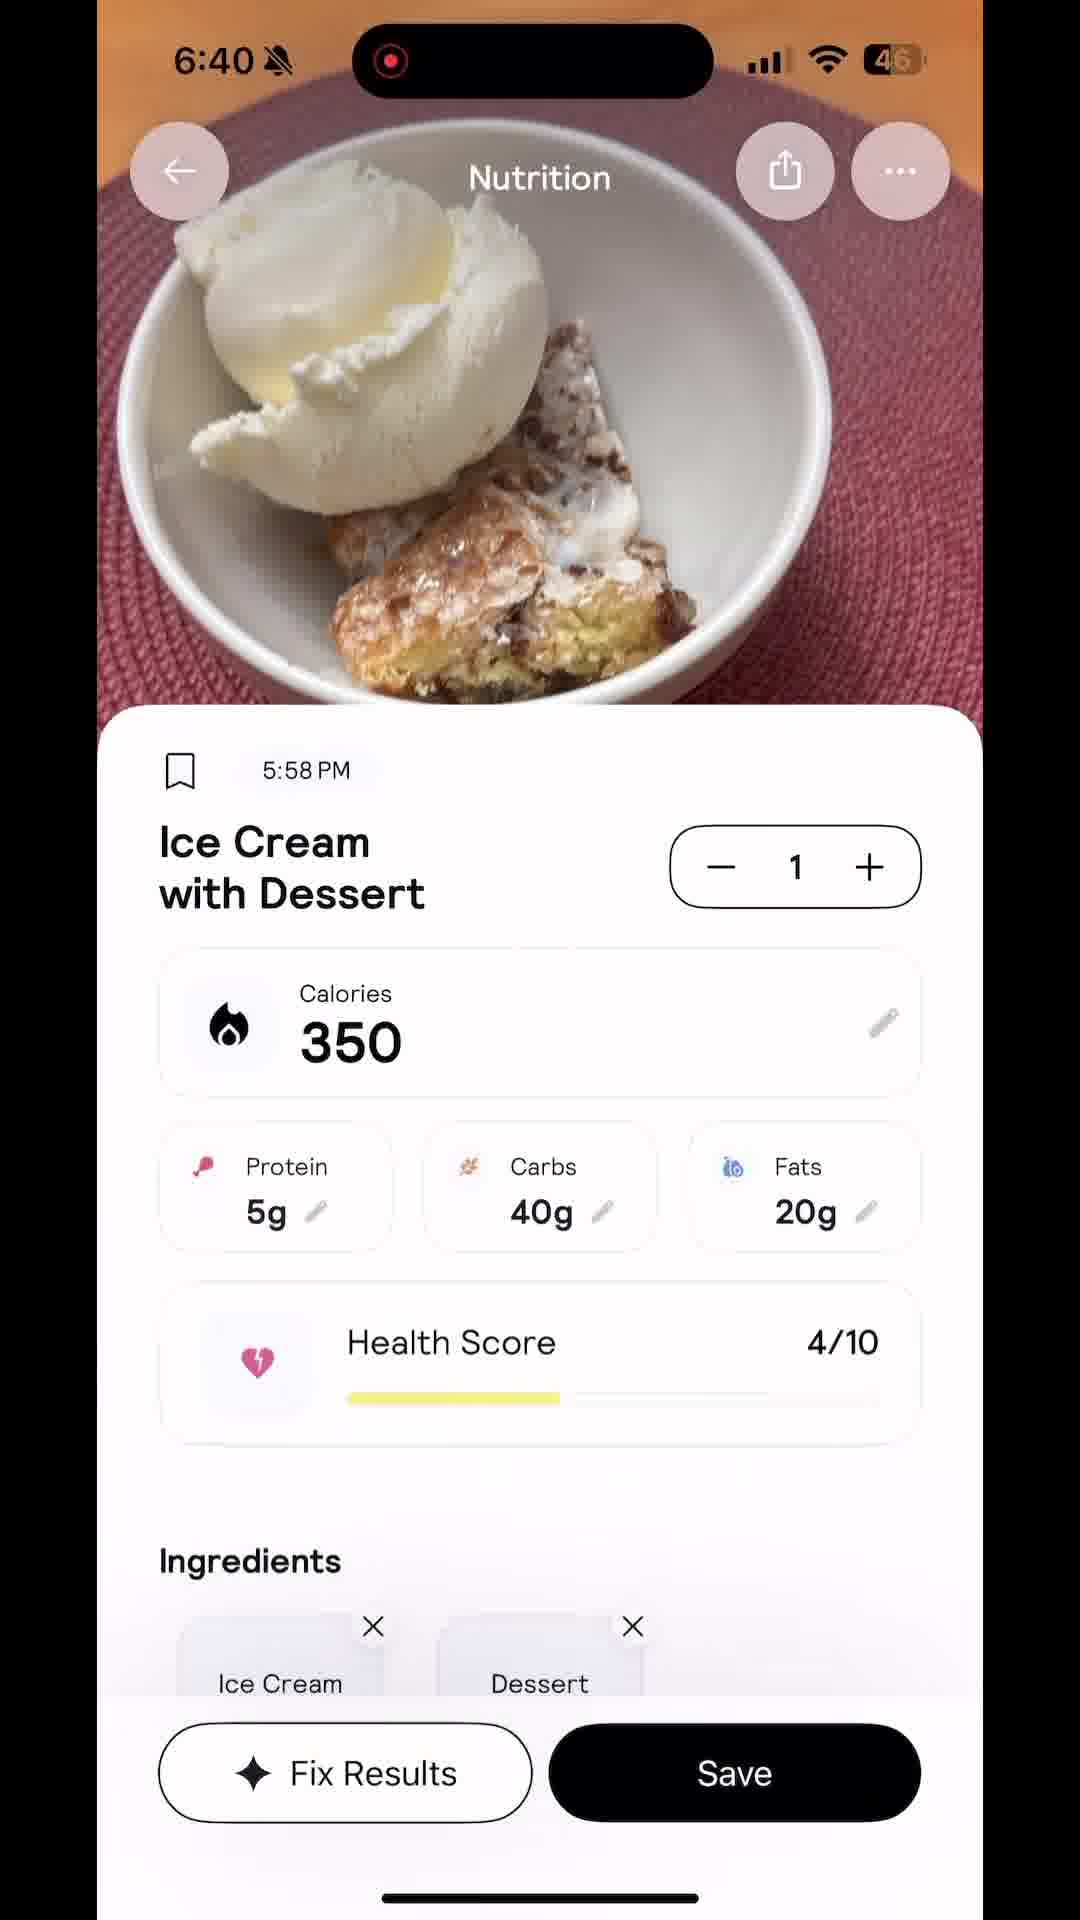 6:40
46
Nutrition
5:58 PM
Ice Cream
with Dessert
1
Calories
350
Protein
5g
Carbs
40g
Fats
20g
Health Score
4/10
Ingredients
Ice Cream
Dessert
Fix Results
Save